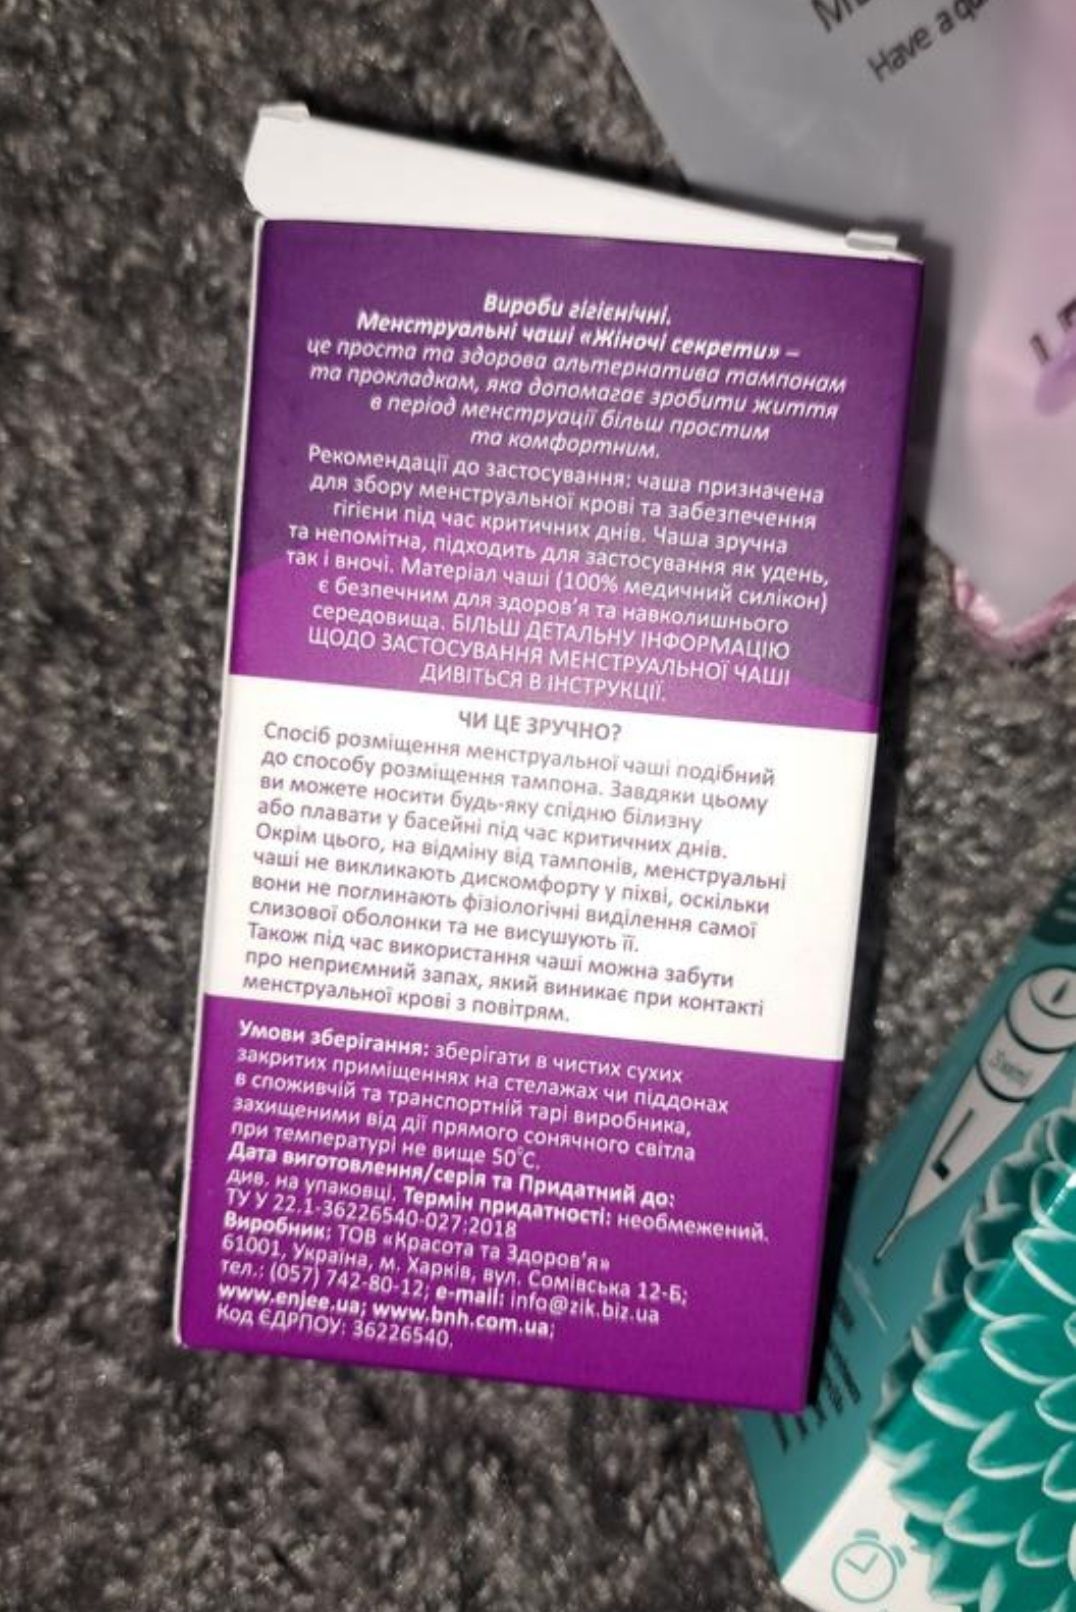 Have a
Вироби гігієнічні.
Менструальні чаші «Жіночі секрети» –
це проста та здорова альтернатива тампонам
та прокладкам, яка допомагає зробити життя
в період менструації більш простим
та комфортним.
Рекомендації до застосування: чаша призначена
для збору менструальної крові та забезпечення
гігієни під час критичних днів. Чаша зручна
та непомітна, підходить для застосування як удень,
так і вночі. Матеріал чаші (100% медичний силікон)
є безпечним для здоров’я та навколишнього
середовища. БІЛЬШ ДЕТАЛЬНУ ІНФОРМАЦІЮ
ЩОДО ЗАСТОСУВАННЯ МЕНСТРУАЛЬНОЇ ЧАШІ
ДИВІТЬСЯ В ІНСТРУКЦІЇ.
ЧИ ЦЕ ЗРУЧНО?
Спосіб розміщення менструальної чаші подібний
до способу розміщення тампона. Завдяки цьому
ви можете носити будь-яку спідню білизну
або плавати у басейні під час критичних днів.
Окрім цього, на відміну від тампонів, менструальні
чаші не викликають дискомфорту у піхві, оскільки
вони не поглинають фізіологічні виділення самої
слизової оболонки та не висушують її.
Також під час використання чаші можна забути
про неприємний запах, який виникає при контакті
менструальної крові з повітрям.
Умови зберігання: зберігати в чистих сухих
закритих приміщеннях на стелажах чи піддонах
в споживчій та транспортній тарі виробника,
захищеними від дії прямого сонячного світла
при температурі не вище 50°С.
Дата виготовлення/серія та Придатний до:
див. на упаковці. Термін придатності: необмежений.
ТУ У 22.1-36226540-027:2018
Виробник: ТОВ «Красота та Здоров’я»
61001, Україна, м. Харків, вул. Сомівська 12-Б;
тел.: (057) 742-80-12; e-mail: info@zik.biz.ua
www.enjee.ua; www.bnh.com.ua;
Код ЄДРПОУ: 36226540.